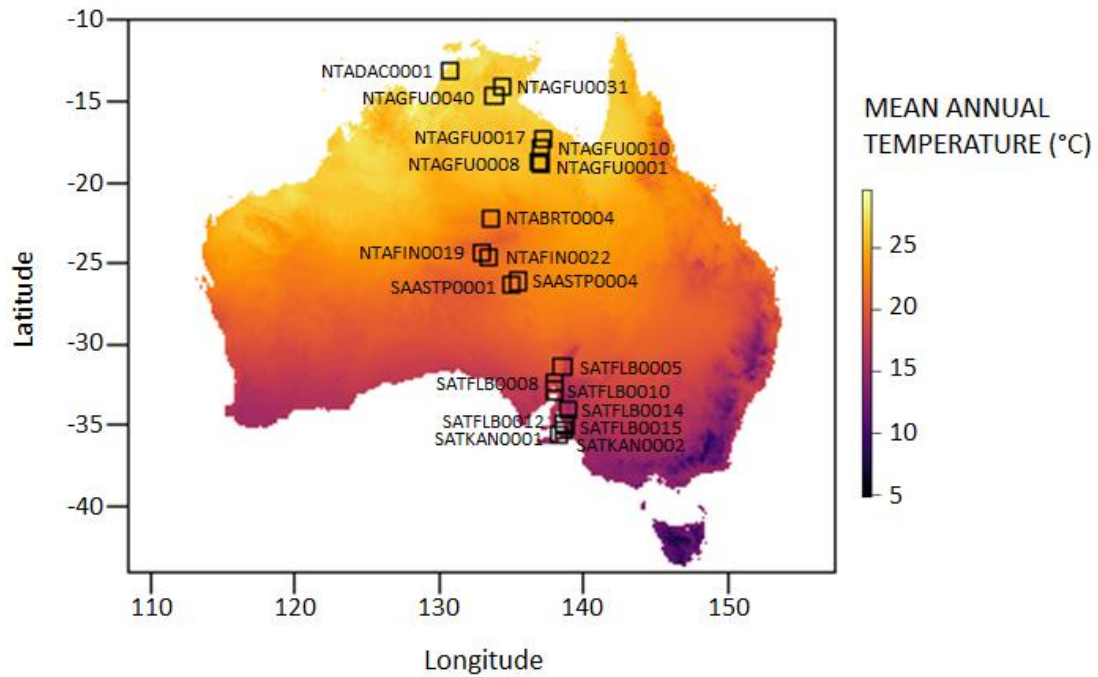 -10
-15
-20
-25
-30
-35
-40
Latitude
NTADAC0001
NTAGFU0031
NTAGFU0040
NTAGFU0017
NTAGFU0010
NTAGFU0008
NTAGFU0001
NTABRT0004
NTAFIN0019
NTAFIN0022
SAASTP0004
SAASTP0001
SATFLB0005
SATFLB0008
SATFLB0010
SATFLB0014
SATFLB0012
SATFLB0015
SATKAN0001
SATKAN0002
110
120
130
140
150
Longitude
MEAN ANNUAL
TEMPERATURE (°C)
25
20
15
10
5